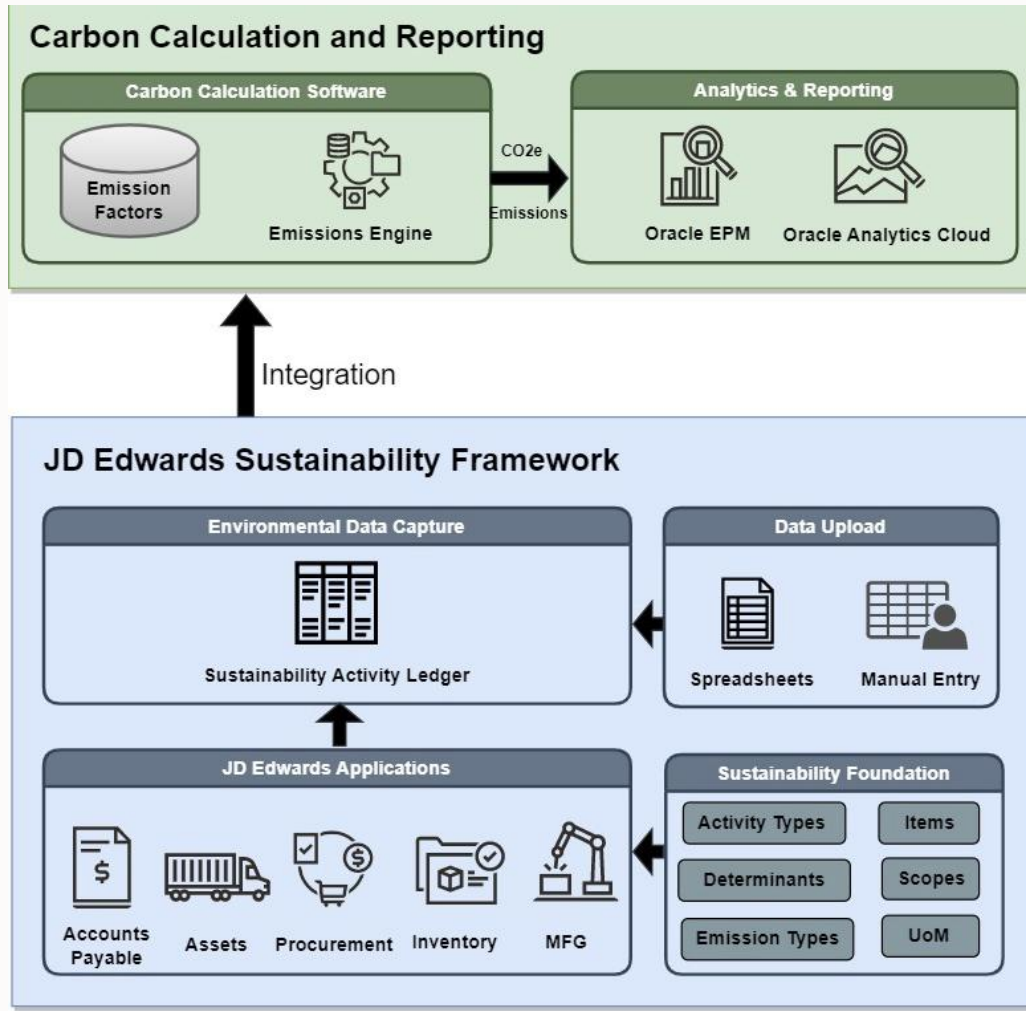 Carbon Calculation and Reporting
Carbon Calculation Software
Analytics & Reporting
Emission
Factors
Emissions Engine
CO2e
Emissions
Oracle EPM
Oracle Analytics Cloud
Integration
JD Edwards Sustainability Framework
Environmental Data Capture
Data Upload
Sustainability Activity Ledger
Spreadsheets
Manual Entry
JD Edwards Applications
Sustainability Foundation
$
$
Accounts
Payable
Assets
Procurement
Inventory
MFG
Activity Types
Items
Determinants
Scopes
Emission Types
UoM